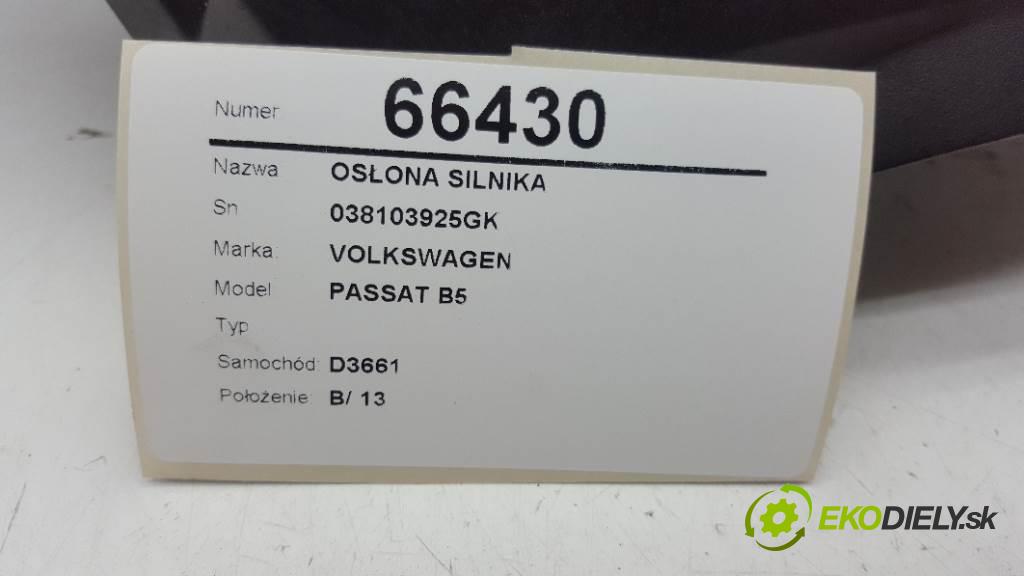 Numer 66430
Nazwa OSŁONA SILNIKA
Sn 038103925GK
Marka VOLKSWAGEN
Model PASSAT B5
Typ
Samochód: D3661
Położenie: B/ 13
EKODIELY.sk